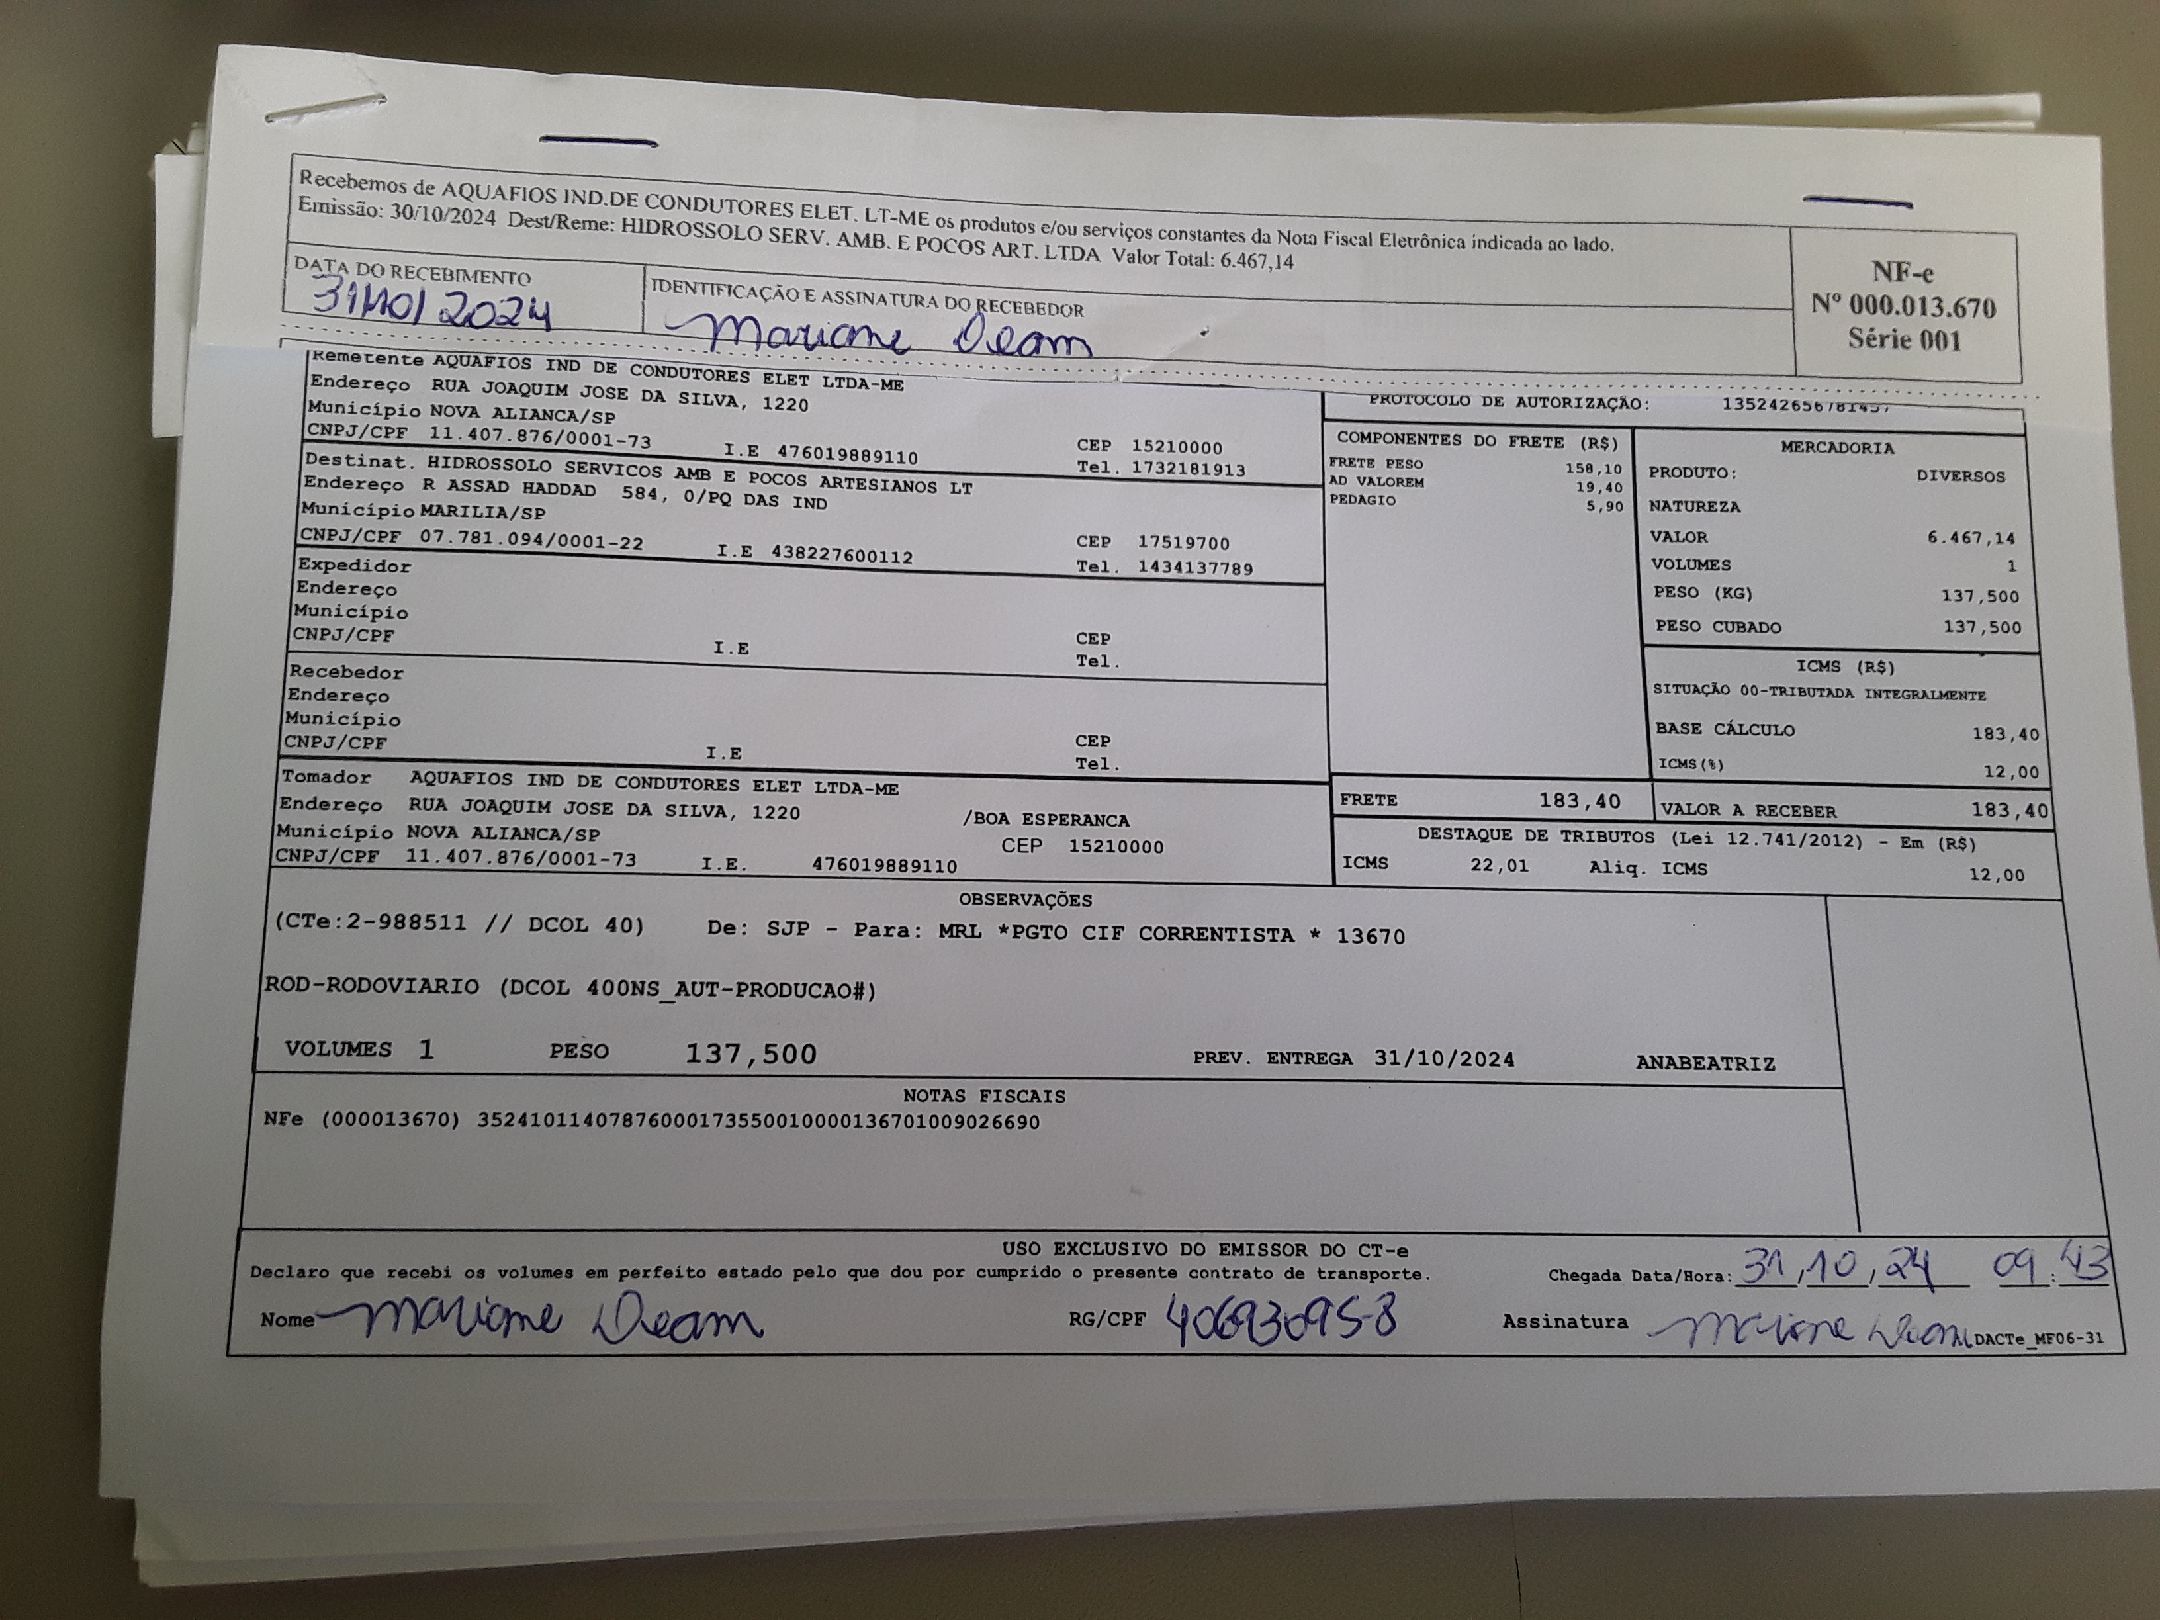 Recebemos de AQUAFIOS IND.DE CONDUTORES ELET. LT-ME os produtos e/ou serviços constantes da Nota Fiscal Eletrônica indicada ao lado.
Emissão: 30/10/2024 Dest/Reme: HIDROSSOLO SERV. AMB. E POCOS ART. LTDA Valor Total: 6.467,14
DATA DO RECEBIMENTO
31/10/2024
IDENTIFICAÇÃO E ASSINATURA DO RECEBEDOR
NF-e
Nº 000.013.670
Série 001
Remetente AQUAFIOS IND DE CONDUTORES ELET LTDA-ME
Endereço RUA JOAQUIM JOSE DA SILVA, 1220
Município NOVA ALIANCA/SP
CNPJ/CPF 11.407.876/0001-73 I.E 476019889110 CEP 15210000
Tel. 1732181913
Destinat. HIDROSSOLO SERVICOS AMB E POCOS ARTESIANOS LT
Endereço R ASSAD HADDAD 584, 0/PQ DAS IND
Município MARILIA/SP
CNPJ/CPF 07.781.094/0001-22 I.E 438227600112 CEP 17519700
Tel. 1434137789
Expedidor
Endereço
Município
CNPJ/CPF I.E CEP
Tel.
Recebedor
Endereço
Município
CNPJ/CPF I.E CEP
Tel.
Tomador AQUAFIOS IND DE CONDUTORES ELET LTDA-ME
Endereço RUA JOAQUIM JOSE DA SILVA, 1220 /BOA ESPERANCA
Município NOVA ALIANCA/SP CEP 15210000
CNPJ/CPF 11.407.876/0001-73 I.E. 476019889110
PROTOCOLO DE AUTORIZAÇÃO:
COMPONENTES DO FRETE (R$)
FRETE PESO 158,10
AD VALOREM 19,40
PEDAGIO 5,90
MERCADORIA
PRODUTO: DIVERSOS
NATUREZA
VALOR 6.467,14
VOLUMES 1
PESO (KG) 137,500
PESO CUBADO 137,500
ICMS (R$)
SITUAÇÃO 00-TRIBUTADA INTEGRALMENTE
BASE CÁLCULO 183,40
ICMS(%) 12,00
FRETE 183,40 VALOR A RECEBER 183,40
DESTAQUE DE TRIBUTOS (Lei 12.741/2012) - Em (R$)
ICMS 22,01 Aliq. ICMS 12,00
OBSERVAÇÕES
(CTe:2-988511 // DCOL 40) De: SJP - Para: MRL *PGTO CIF CORRENTISTA * 13670
ROD-RODOVIARIO (DCOL 400NS_AUT-PRODUCAO#)
VOLUMES 1 PESO 137,500 PREV. ENTREGA 31/10/2024 ANABEATRIZ
NOTAS FISCAIS
NFe (000013670) 35241011407876000173550010000136701009026690
USO EXCLUSIVO DO EMISSOR DO CT-e
Declaro que recebi os volumes em perfeito estado pelo que dou por cumprido o presente contrato de transporte. Chegada Data/Hora: 31,10,24 09:43
Nome RG/CPF 40693095-8 Assinatura DACTe_MF06-31